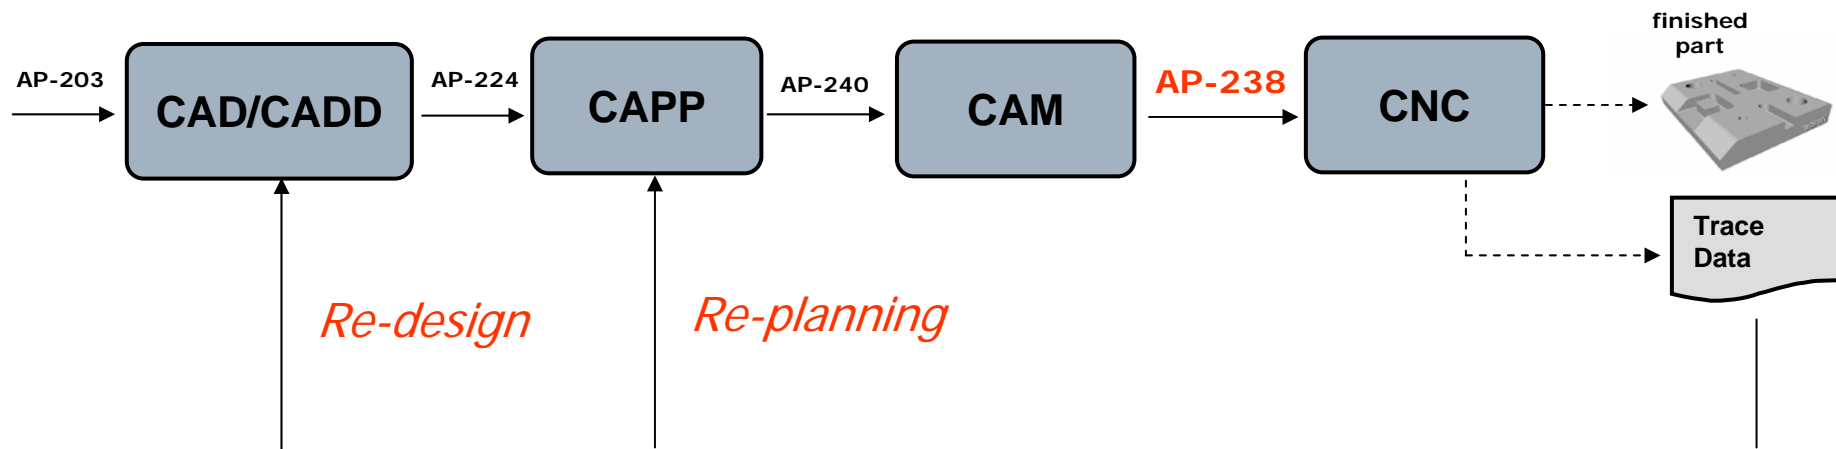 finished
part
AP-203
CAD/CADD
AP-224
CAPP
AP-240
CAM
AP-238
CNC
Trace
Data
Re-design
Re-planning